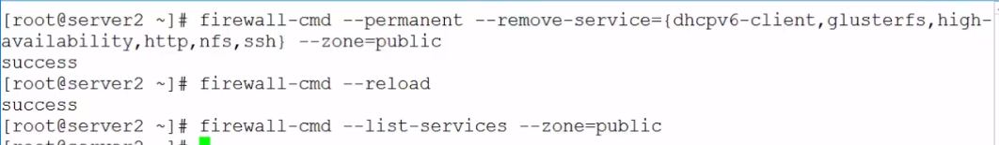 [root@server2 ~]# firewall-cmd --permanent --remove-service={dhcpv6-client,glusterfs,high-
availability,http,nfs,ssh} --zone=public
success
[root@server2 ~]# firewall-cmd --reload
success
[root@server2 ~]# firewall-cmd --list-services --zone=public
[root@server2 ~]#